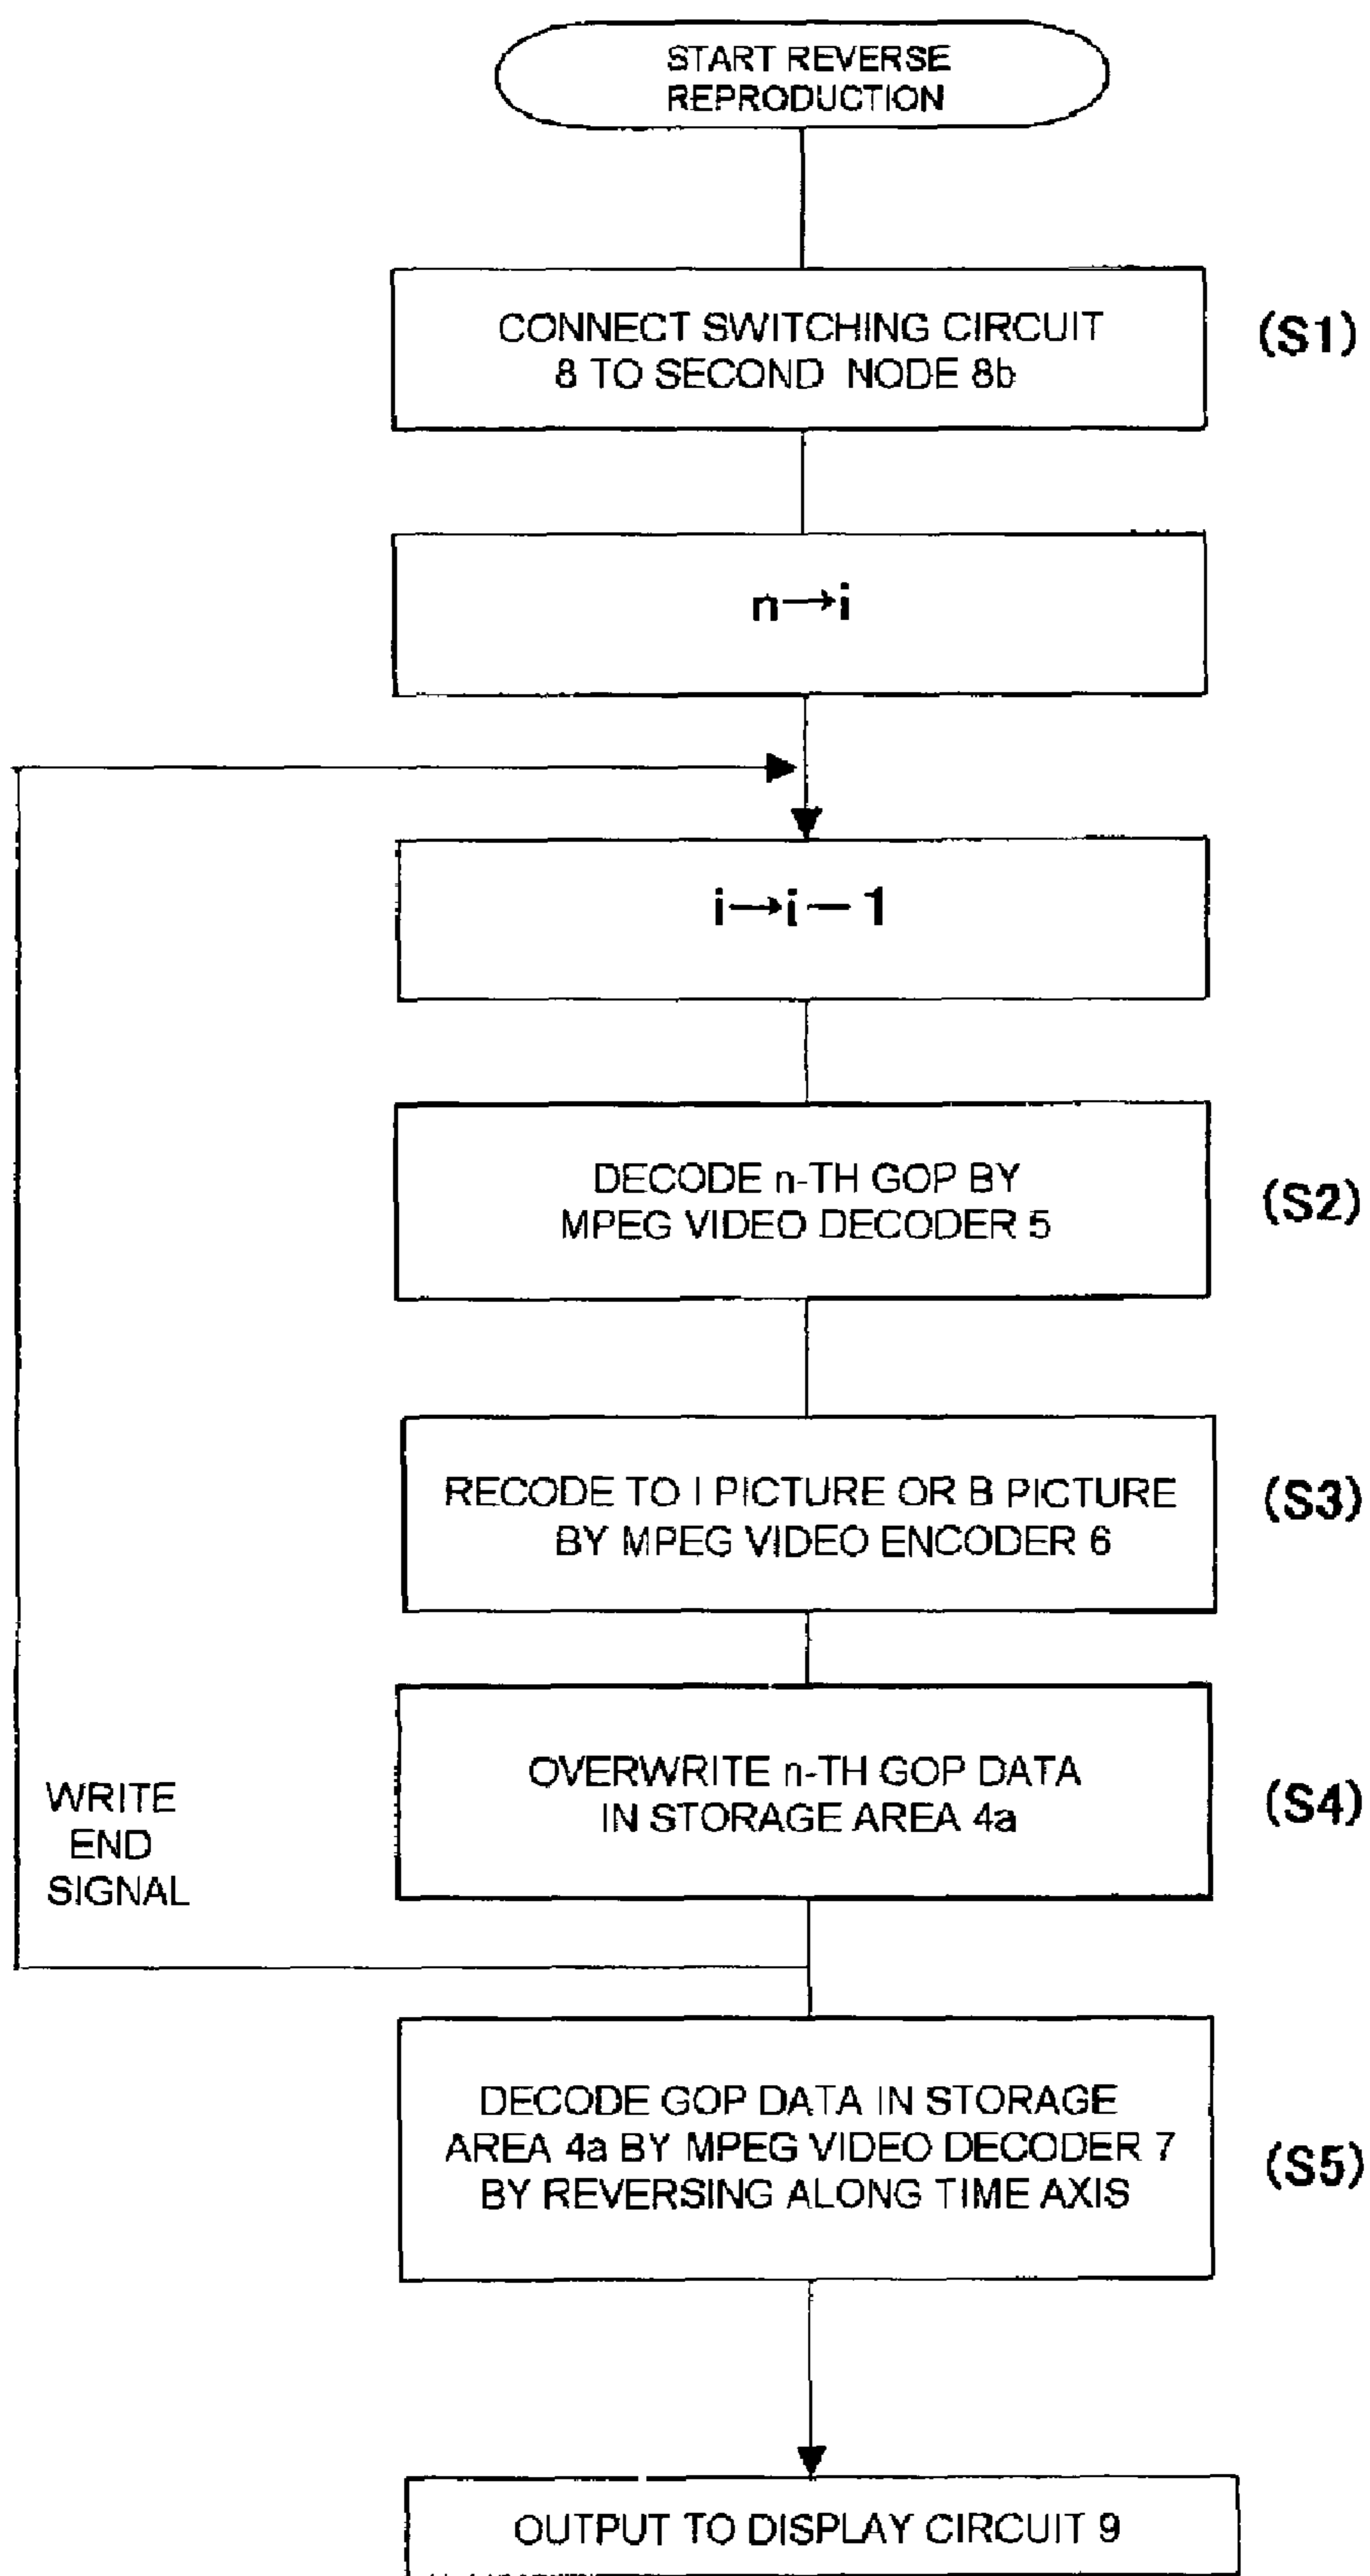 START REVERSE
REPRODUCTION
CONNECT SWITCHING CIRCUIT
8 TO SECOND NODE 8b
(S1)
n→i
i→i－1
DECODE n-TH GOP BY
MPEG VIDEO DECODER 5
(S2)
RECODE TO I PICTURE OR B PICTURE
BY MPEG VIDEO ENCODER 6
(S3)
OVERWRITE n-TH GOP DATA
IN STORAGE AREA 4a
(S4)
WRITE
END
SIGNAL
DECODE GOP DATA IN STORAGE
AREA 4a BY MPEG VIDEO DECODER 7
BY REVERSING ALONG TIME AXIS
(S5)
OUTPUT TO DISPLAY CIRCUIT 9